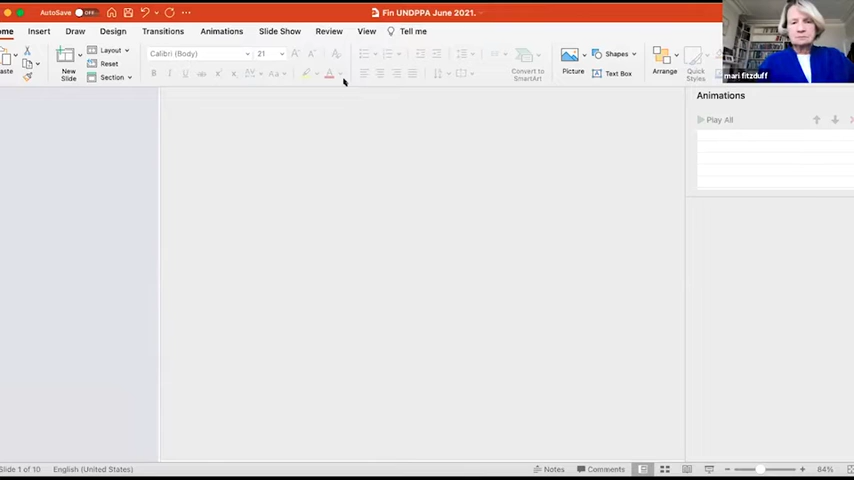 AutoSave OFF Fin UNDPPA June 2021.
Insert Draw Design Transitions Animations Slide Show Review View Tell me
New Slide
Layout
Reset
Section
Calibri (Body) 21
Convert to SmartArt
Picture
Shapes
Text Box
Arrange
Quick Styles
mari fitzduff
Animations
Play All
Slide 1 of 10 English (United States) Notes Comments 84%